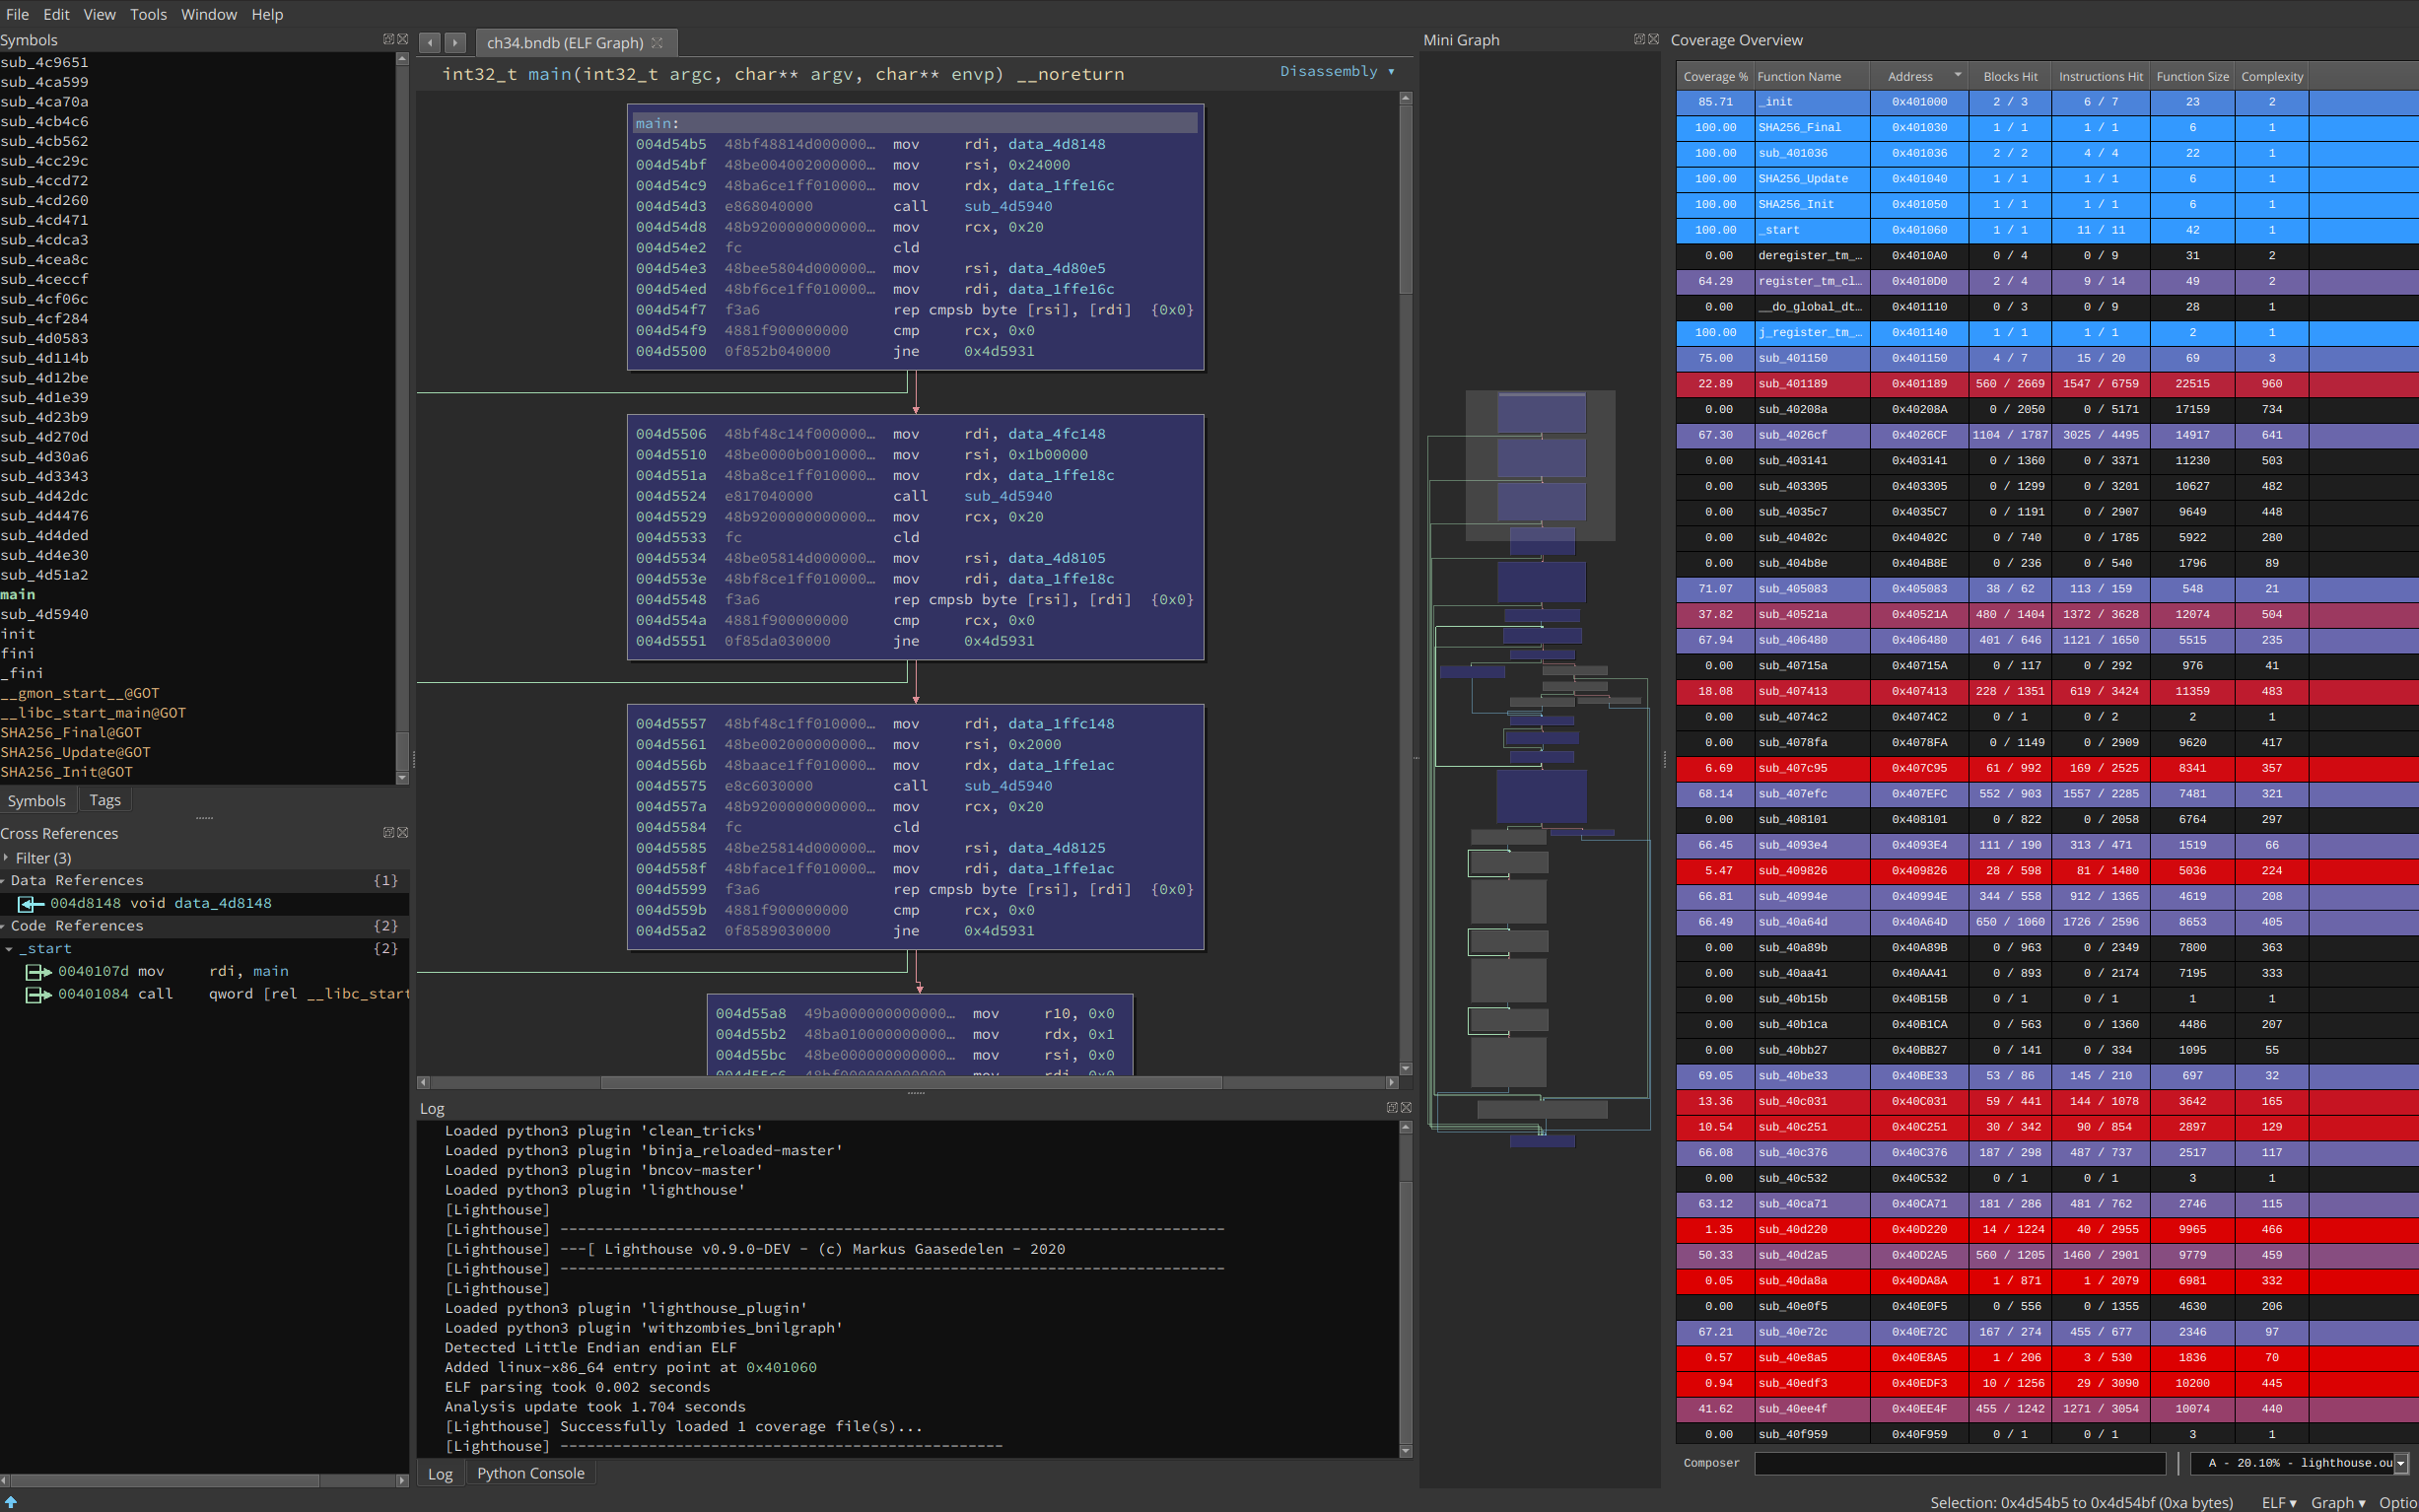 File Edit View Tools Window Help
Symbols
sub_4c9651
sub_4ca599
sub_4ca70a
sub_4cb4c6
sub_4cb562
sub_4cc29c
sub_4ccd72
sub_4cd260
sub_4cd471
sub_4cdca3
sub_4cea8c
sub_4ceccf
sub_4cf06c
sub_4cf284
sub_4d0583
sub_4d114b
sub_4d12be
sub_4d1e39
sub_4d23b9
sub_4d270d
sub_4d30a6
sub_4d3343
sub_4d42dc
sub_4d4476
sub_4d4ded
sub_4d4e30
sub_4d51a2
main
sub_4d5940
init
fini
_fini
__gmon_start__@GOT
__libc_start_main@GOT
SHA256_Final@GOT
SHA256_Update@GOT
SHA256_Init@GOT
Symbols Tags
Cross References
Filter (3)
Data References {1}
004d8148 void data_4d8148
Code References {2}
_start {2}
0040107d mov rdi, main
00401084 call qword [rel __libc_start
ch34.bndb (ELF Graph)
int32_t main(int32_t argc, char** argv, char** envp) __noreturn
Disassembly
main:
004d54b5 48bf48814d000000… mov rdi, data_4d8148
004d54bf 48be004002000000… mov rsi, 0x24000
004d54c9 48ba6ce1ff010000… mov rdx, data_1ffe16c
004d54d3 e868040000 call sub_4d5940
004d54d8 48b9200000000000… mov rcx, 0x20
004d54e2 fc cld
004d54e3 48bee5804d000000… mov rsi, data_4d80e5
004d54ed 48bf6ce1ff010000… mov rdi, data_1ffe16c
004d54f7 f3a6 rep cmpsb byte [rsi], [rdi] {0x0}
004d54f9 4881f900000000 cmp rcx, 0x0
004d5500 0f852b040000 jne 0x4d5931
004d5506 48bf48c14f000000… mov rdi, data_4fc148
004d5510 48be0000b0010000… mov rsi, 0x1b00000
004d551a 48ba8ce1ff010000… mov rdx, data_1ffe18c
004d5524 e817040000 call sub_4d5940
004d5529 48b9200000000000… mov rcx, 0x20
004d5533 fc cld
004d5534 48be05814d000000… mov rsi, data_4d8105
004d553e 48bf8ce1ff010000… mov rdi, data_1ffe18c
004d5548 f3a6 rep cmpsb byte [rsi], [rdi] {0x0}
004d554a 4881f900000000 cmp rcx, 0x0
004d5551 0f85da030000 jne 0x4d5931
004d5557 48bf48c1ff010000… mov rdi, data_1ffc148
004d5561 48be002000000000… mov rsi, 0x2000
004d556b 48baace1ff010000… mov rdx, data_1ffe1ac
004d5575 e8c6030000 call sub_4d5940
004d557a 48b9200000000000… mov rcx, 0x20
004d5584 fc cld
004d5585 48be25814d000000… mov rsi, data_4d8125
004d558f 48bface1ff010000… mov rdi, data_1ffe1ac
004d5599 f3a6 rep cmpsb byte [rsi], [rdi] {0x0}
004d559b 4881f900000000 cmp rcx, 0x0
004d55a2 0f8589030000 jne 0x4d5931
004d55a8 49ba000000000000… mov r10, 0x0
004d55b2 48ba010000000000… mov rdx, 0x1
004d55bc 48be000000000000… mov rsi, 0x0
Log
Loaded python3 plugin 'clean_tricks'
Loaded python3 plugin 'binja_reloaded-master'
Loaded python3 plugin 'bncov-master'
Loaded python3 plugin 'lighthouse'
[Lighthouse]
[Lighthouse] ---------------------------------------------------------------------------
[Lighthouse] ---[ Lighthouse v0.9.0-DEV - (c) Markus Gaasedelen - 2020
[Lighthouse] ---------------------------------------------------------------------------
[Lighthouse]
Loaded python3 plugin 'lighthouse_plugin'
Loaded python3 plugin 'withzombies_bnilgraph'
Detected Little Endian endian ELF
Added linux-x86_64 entry point at 0x401060
ELF parsing took 0.002 seconds
Analysis update took 1.704 seconds
[Lighthouse] Successfully loaded 1 coverage file(s)...
[Lighthouse] --------------------------------------------------
Log Python Console
Mini Graph
Coverage Overview
Coverage % Function Name Address Blocks Hit Instructions Hit Function Size Complexity
85.71 _init 0x401000 2 / 3 6 / 7 23 2
100.00 SHA256_Final 0x401030 1 / 1 1 / 1 6 1
100.00 sub_401036 0x401036 2 / 2 4 / 4 22 1
100.00 SHA256_Update 0x401040 1 / 1 1 / 1 6 1
100.00 SHA256_Init 0x401050 1 / 1 1 / 1 6 1
100.00 _start 0x401060 1 / 1 11 / 11 42 1
0.00 deregister_tm_… 0x4010A0 0 / 4 0 / 9 31 2
64.29 register_tm_cl… 0x4010D0 2 / 4 9 / 14 49 2
0.00 __do_global_dt… 0x401110 0 / 3 0 / 9 28 1
100.00 j_register_tm_… 0x401140 1 / 1 1 / 1 2 1
75.00 sub_401150 0x401150 4 / 7 15 / 20 69 3
22.89 sub_401189 0x401189 560 / 2669 1547 / 6759 22515 960
0.00 sub_40208a 0x40208A 0 / 2050 0 / 5171 17159 734
67.30 sub_4026cf 0x4026CF 1104 / 1787 3025 / 4495 14917 641
0.00 sub_403141 0x403141 0 / 1360 0 / 3371 11230 503
0.00 sub_403305 0x403305 0 / 1299 0 / 3201 10627 482
0.00 sub_4035c7 0x4035C7 0 / 1191 0 / 2907 9649 448
0.00 sub_40402c 0x40402C 0 / 740 0 / 1785 5922 280
0.00 sub_404b8e 0x404B8E 0 / 236 0 / 540 1796 89
71.07 sub_405083 0x405083 38 / 62 113 / 159 548 21
37.82 sub_40521a 0x40521A 480 / 1404 1372 / 3628 12074 504
67.94 sub_406480 0x406480 401 / 646 1121 / 1650 5515 235
0.00 sub_40715a 0x40715A 0 / 117 0 / 292 976 41
18.08 sub_407413 0x407413 228 / 1351 619 / 3424 11359 483
0.00 sub_4074c2 0x4074C2 0 / 1 0 / 2 2 1
0.00 sub_4078fa 0x4078FA 0 / 1149 0 / 2909 9620 417
6.69 sub_407c95 0x407C95 61 / 992 169 / 2525 8341 357
68.14 sub_407efc 0x407EFC 552 / 903 1557 / 2285 7481 321
0.00 sub_408101 0x408101 0 / 822 0 / 2058 6764 297
66.45 sub_4093e4 0x4093E4 111 / 190 313 / 471 1519 66
5.47 sub_409826 0x409826 28 / 598 81 / 1480 5036 224
66.81 sub_40994e 0x40994E 344 / 558 912 / 1365 4619 208
66.49 sub_40a64d 0x40A64D 650 / 1060 1726 / 2596 8653 405
0.00 sub_40a89b 0x40A89B 0 / 963 0 / 2349 7800 363
0.00 sub_40aa41 0x40AA41 0 / 893 0 / 2174 7195 333
0.00 sub_40b15b 0x40B15B 0 / 1 0 / 1 1 1
0.00 sub_40b1ca 0x40B1CA 0 / 563 0 / 1360 4486 207
0.00 sub_40bb27 0x40BB27 0 / 141 0 / 334 1095 55
69.05 sub_40be33 0x40BE33 53 / 86 145 / 210 697 32
13.36 sub_40c031 0x40C031 59 / 441 144 / 1078 3642 165
10.54 sub_40c251 0x40C251 30 / 342 90 / 854 2897 129
66.08 sub_40c376 0x40C376 187 / 298 487 / 737 2517 117
0.00 sub_40c532 0x40C532 0 / 1 0 / 1 3 1
63.12 sub_40ca71 0x40CA71 181 / 286 481 / 762 2746 115
1.35 sub_40d220 0x40D220 14 / 1224 40 / 2955 9965 466
50.33 sub_40d2a5 0x40D2A5 560 / 1205 1460 / 2901 9779 459
0.05 sub_40da8a 0x40DA8A 1 / 871 1 / 2079 6981 332
0.00 sub_40e0f5 0x40E0F5 0 / 556 0 / 1355 4630 206
67.21 sub_40e72c 0x40E72C 167 / 274 455 / 677 2346 97
0.57 sub_40e8a5 0x40E8A5 1 / 206 3 / 530 1836 70
0.94 sub_40edf3 0x40EDF3 10 / 1256 29 / 3090 10200 445
41.62 sub_40ee4f 0x40EE4F 455 / 1242 1271 / 3054 10074 440
0.00 sub_40f959 0x40F959 0 / 1 0 / 1 3 1
Composer A - 20.10% - lighthouse.ou
Selection: 0x4d54b5 to 0x4d54bf (0xa bytes) ELF Graph Optio